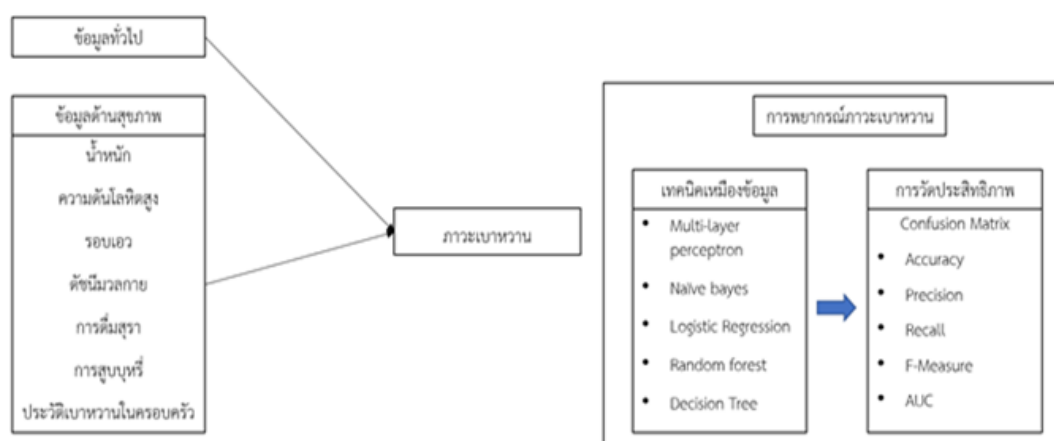 ข้อมูลทั่วไป
ข้อมูลด้านสุขภาพ
น้ำหนัก
ความดันโลหิตสูง
รอบเอว
ดัชนีมวลกาย
การดื่มสุรา
การสูบบุหรี่
ประวัติเบาหวานในครอบครัว
ภาวะเบาหวาน
การพยากรณ์ภาวะเบาหวาน
เทคนิคเหมืองข้อมูล
• Multi-layer
perceptron
• Naïve bayes
• Logistic Regression
• Random forest
• Decision Tree
การวัดประสิทธิภาพ
Confusion Matrix
• Accuracy
• Precision
• Recall
• F-Measure
• AUC